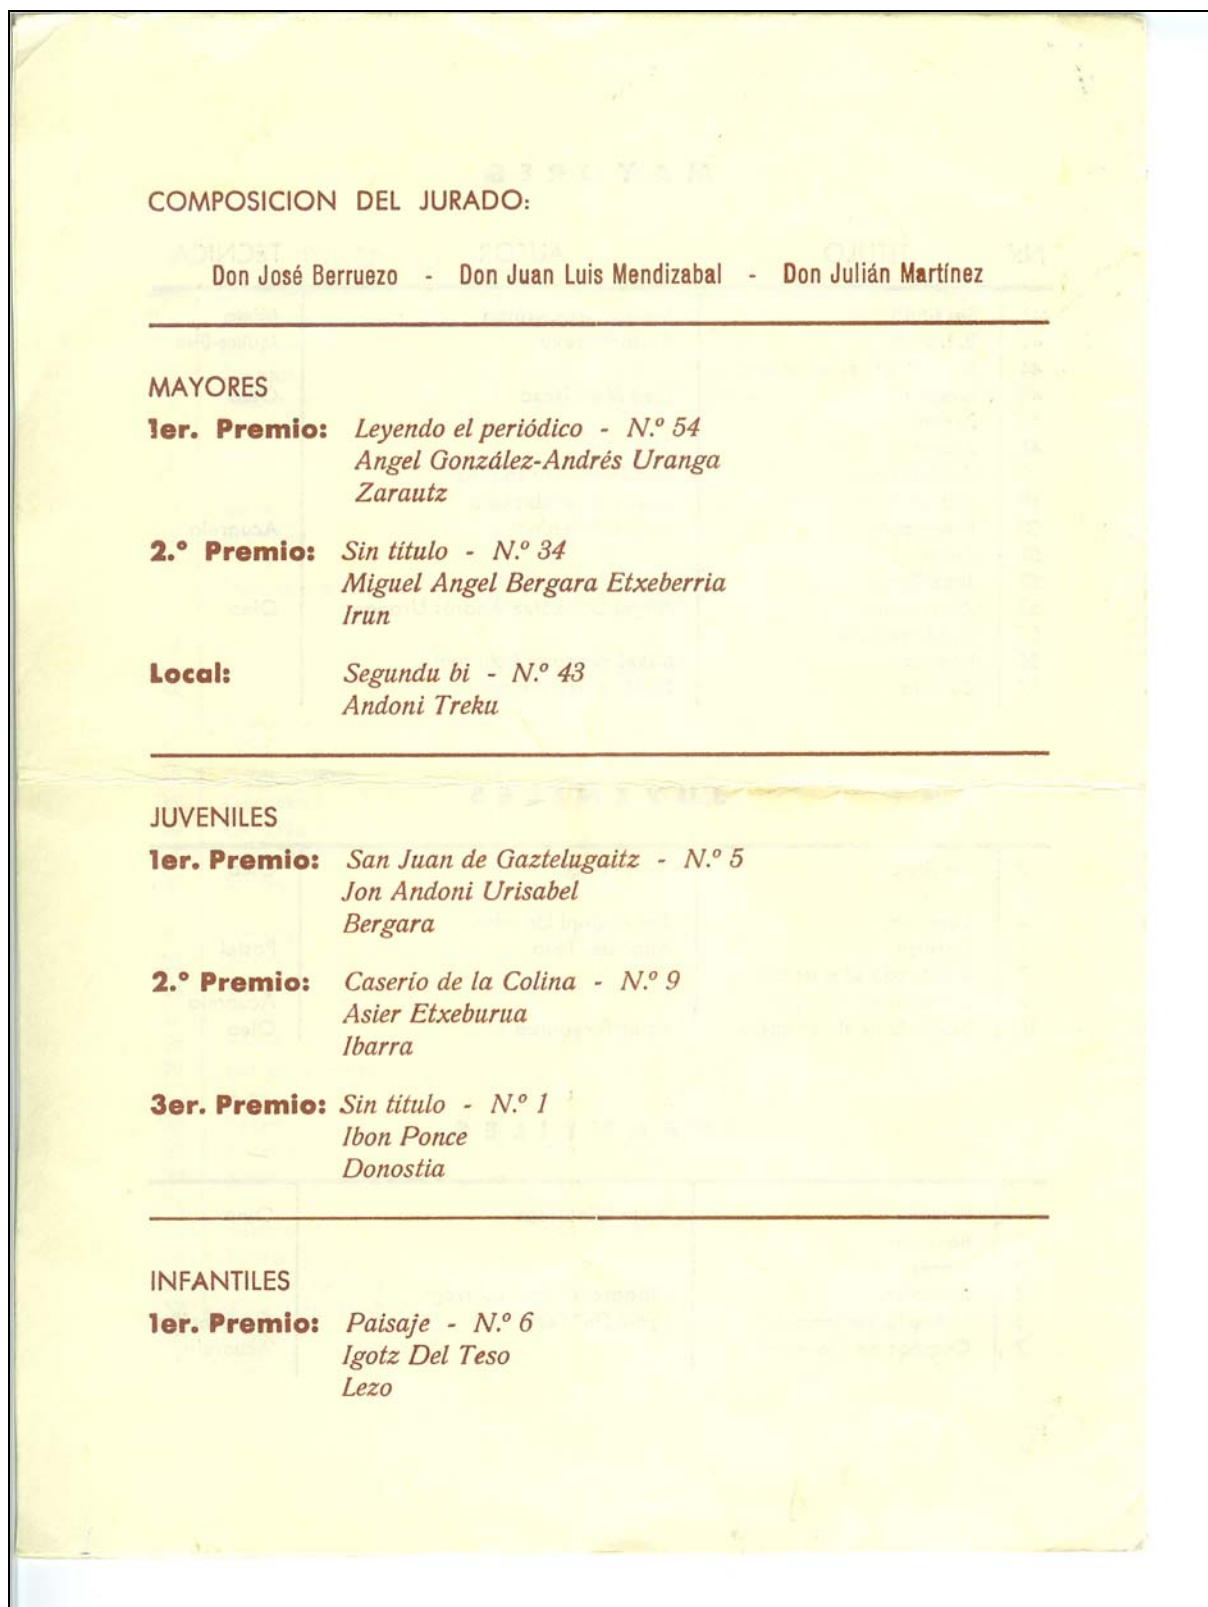 COMPOSICION DEL JURADO:
Don José Berruezo - Don Juan Luis Mendizabal - Don Julián Martínez
MAYORES
1er. Premio: Leyendo el periódico - N.º 54
Angel González-Andrés Uranga
Zarautz
2.º Premio: Sin título - N.º 34
Miguel Angel Bergara Etxeberria
Irun
Local: Segundu bi - N.º 43
Andoni Treku
JUVENILES
1er. Premio: San Juan de Gaztelugaitz - N.º 5
Jon Andoni Urisabel
Bergara
2.º Premio: Caserío de la Colina - N.º 9
Asier Etxeburua
Ibarra
3er. Premio: Sin título - N.º 1
Ibon Ponce
Donostia
INFANTILES
1er. Premio: Paisaje - N.º 6
Igotz Del Teso
Lezo